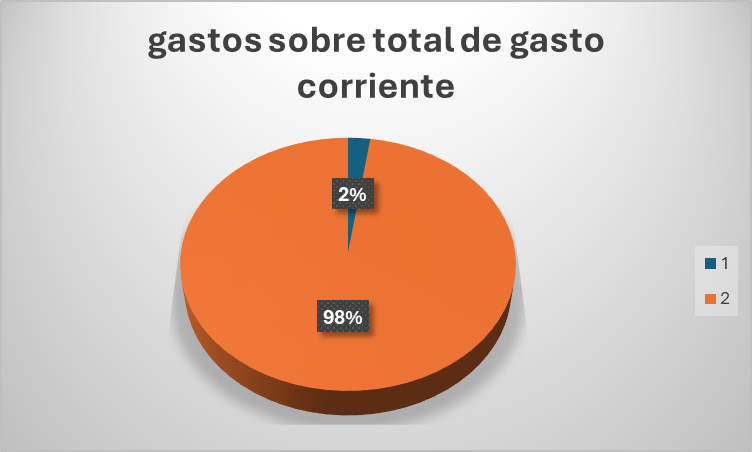 gastos sobre total de gasto
corriente
2%
98%
1
2